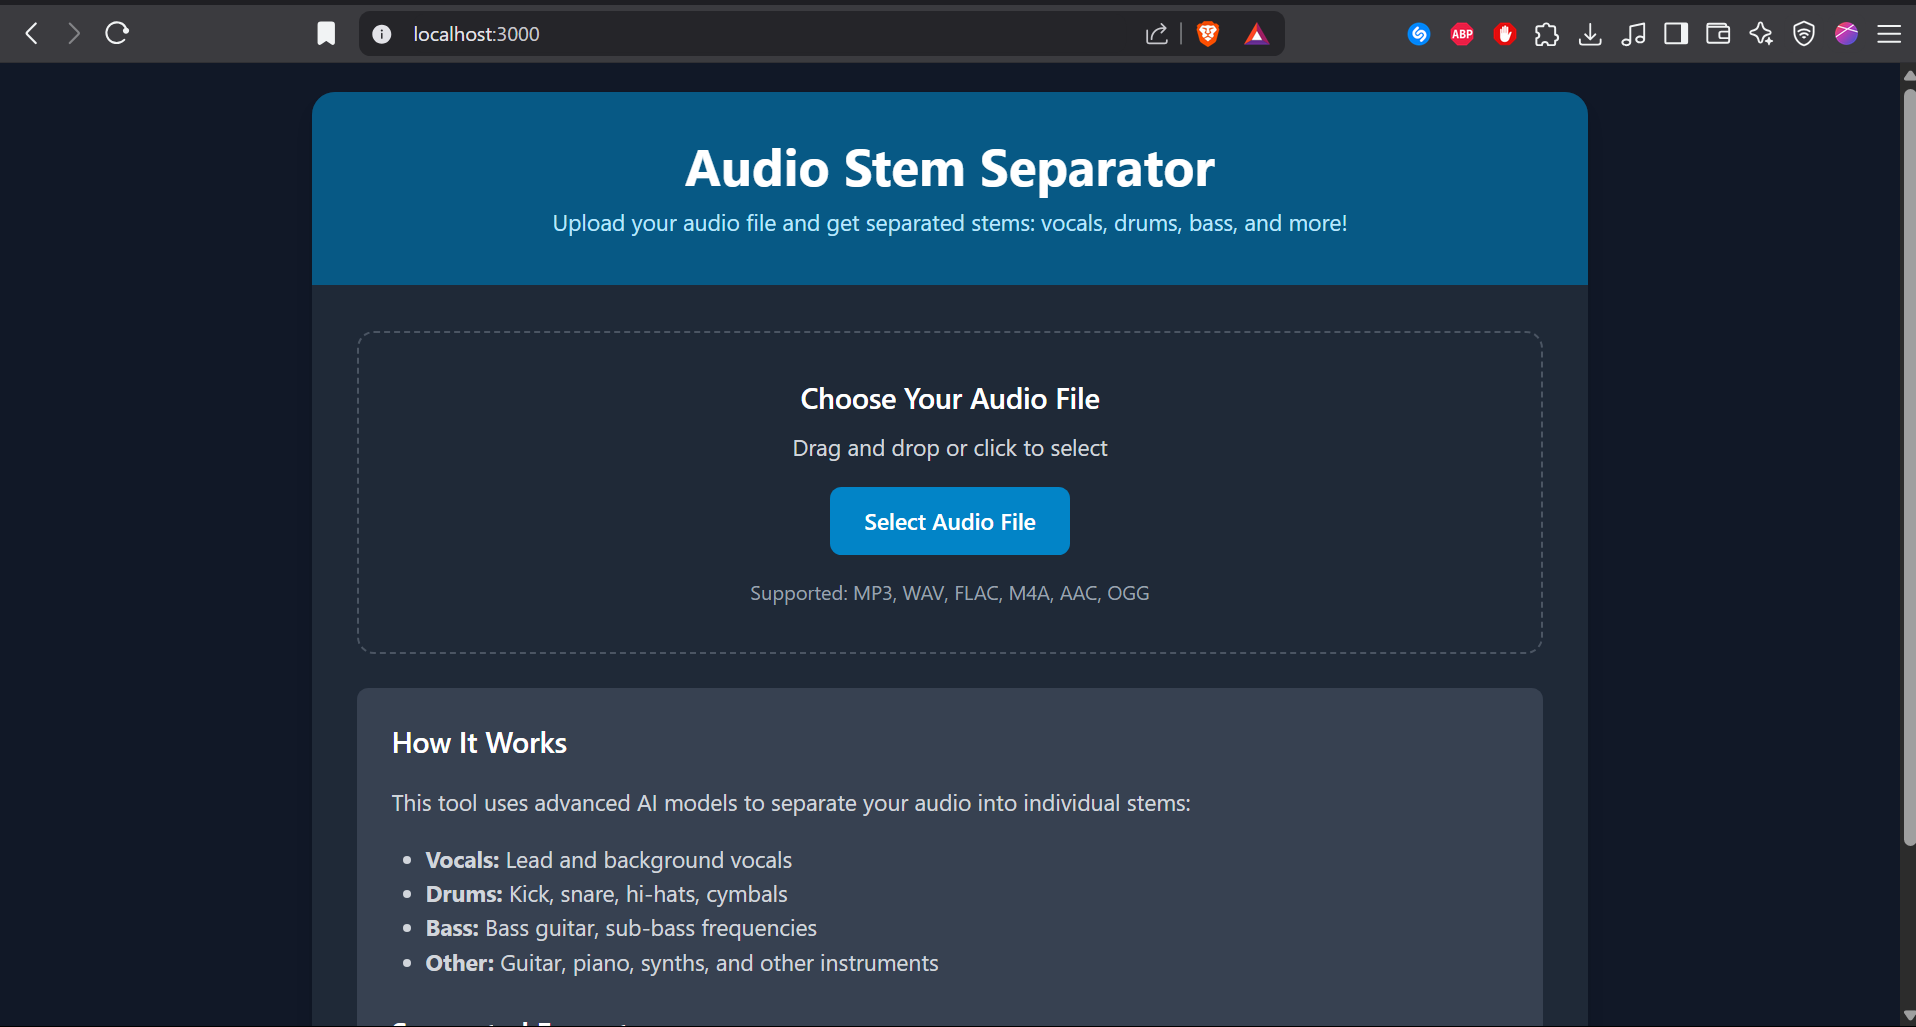 localhost:3000
ABP
Audio Stem Separator
Upload your audio file and get separated stems: vocals, drums, bass, and more!
Choose Your Audio File
Drag and drop or click to select
Select Audio File
Supported: MP3, WAV, FLAC, M4A, AAC, OGG
How It Works
This tool uses advanced AI models to separate your audio into individual stems:
• Vocals: Lead and background vocals
• Drums: Kick, snare, hi-hats, cymbals
• Bass: Bass guitar, sub-bass frequencies
• Other: Guitar, piano, synths, and other instruments